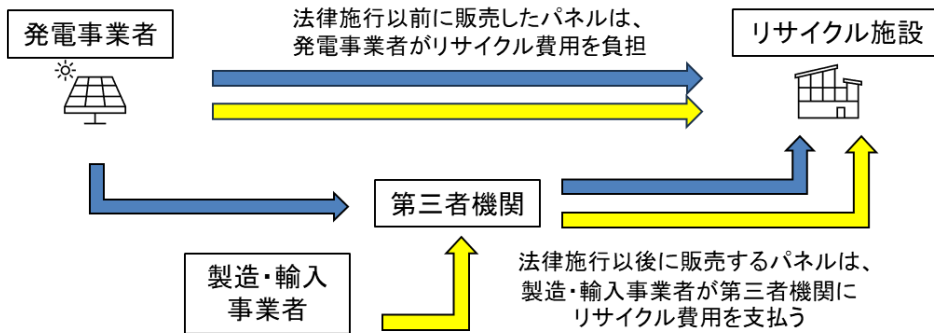 発電事業者
法律施行以前に販売したパネルは、
発電事業者がリサイクル費用を負担
リサイクル施設
第三者機関
製造・輸入
事業者
法律施行以後に販売するパネルは、
製造・輸入事業者が第三者機関に
リサイクル費用を支払う